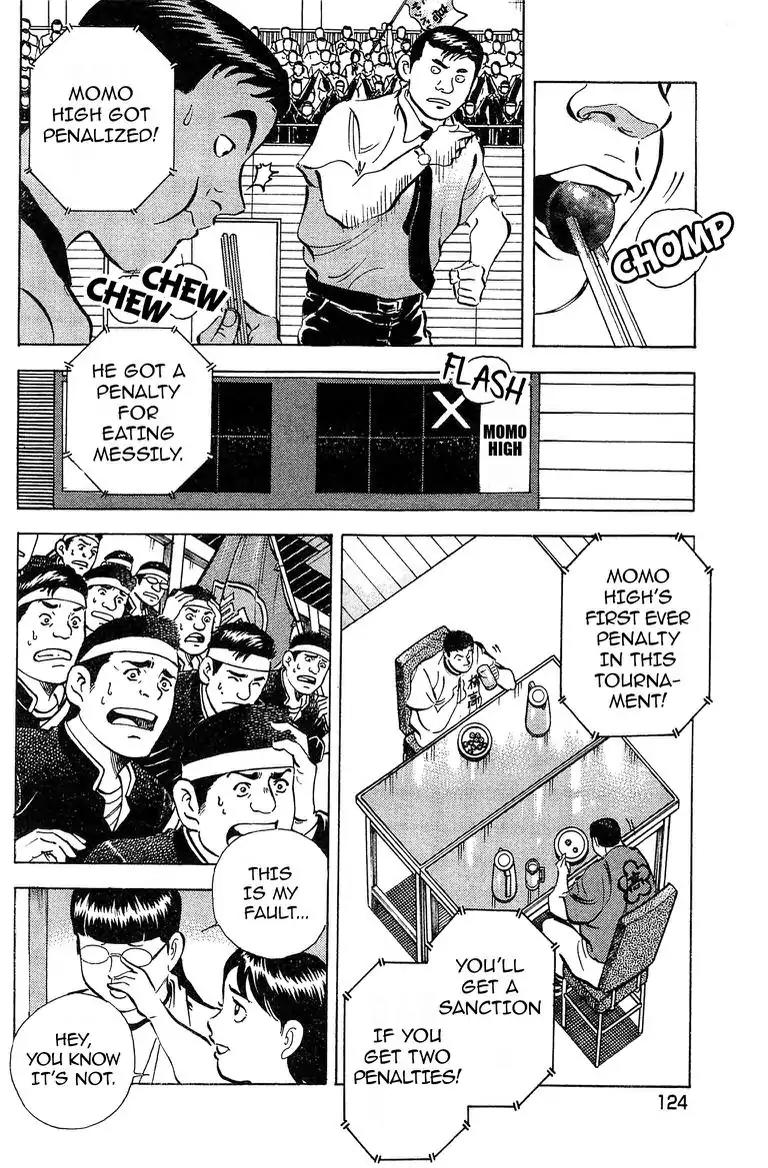 CHOMP
MOMO
HIGH GOT
PENALIZED!
CHEW
CHEW
FLASH
MOMO
HIGH
HE GOT A
PENALTY
FOR
EATING
MESSILY.
MOMO
HIGH'S
FIRST EVER
PENALTY
IN THIS
TOURNA-
MENT!
YOU'LL
GET A
SANCTION
IF YOU
GET TWO
PENALTIES!
THIS
IS MY
FAULT...
HEY,
YOU KNOW
IT'S NOT.
124